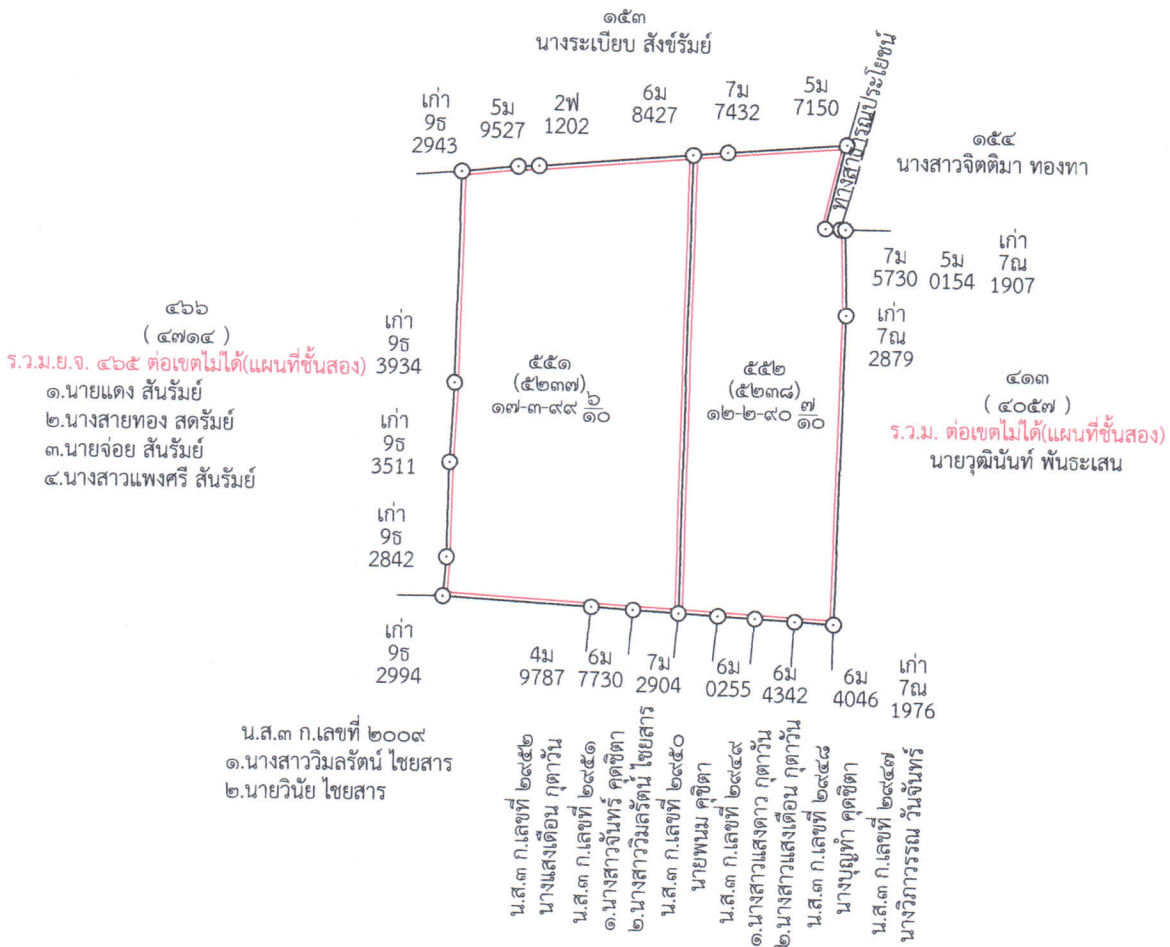 ๑๕๓
นางระเบียบ สังข์รัมย์
เก่า
9ธ
2943
5ม
9527
2ฟ
1202
6ม
8427
7ม
7432
5ม
7150
ทางสาธารณประโยชน์
๑๕๔
นางสาวจิตติมา ทองทา
7ม
5730
5ม
0154
เก่า
7ณ
1907
เก่า
7ณ
2879
๔๖๖
( ๔๗๑๔ )
ร.ว.ม.ย.จ. ๔๖๕ ต่อเขตไม่ได้(แผนที่ชั้นสอง)
๑.นายแดง สันรัมย์
๒.นางสายทอง สดรัมย์
๓.นายจ่อย สันรัมย์
๔.นางสาวแพงศรี สันรัมย์
เก่า
9ธ
3934
เก่า
9ธ
3511
เก่า
9ธ
2842
๕๕๑
(๕๒๓๗)
๑๗-๓-๙๙ ๖/๑๐
๕๕๒
(๕๒๓๘)
๑๒-๒-๙๐ ๗/๑๐
๔๑๓
( ๔๐๕๗ )
ร.ว.ม. ต่อเขตไม่ได้(แผนที่ชั้นสอง)
นายวุฒินันท์ พันธะเสน
เก่า
9ธ
2994
4ม
9787
6ม
7730
7ม
2904
6ม
0255
6ม
4342
6ม
4046
เก่า
7ณ
1976
น.ส.๓ ก.เลขที่ ๒๐๐๙
๑.นางสาววิมลรัตน์ ไชยสาร
๒.นายวินัย ไชยสาร
น.ส.๓ ก.เลขที่ ๒๙๕๒
นางแสงเดือน กุตาวัน
น.ส.๓ ก.เลขที่ ๒๙๕๑
๑.นางสาวจันทร์ คุดชิตา
๒.นางสาววิมลรัตน์ ไชยสาร
น.ส.๓ ก.เลขที่ ๒๙๕๐
นายพนม คุชิตา
น.ส.๓ ก.เลขที่ ๒๙๔๙
๑.นางสาวแสงดาว กุตาวัน
๒.นางสาวแสงเดือน กุตาวัน
น.ส.๓ ก.เลขที่ ๒๙๔๘
นางบุญทำ คุดชิตา
น.ส.๓ ก.เลขที่ ๒๙๔๗
นางวิภาวรรณ วันจันทร์